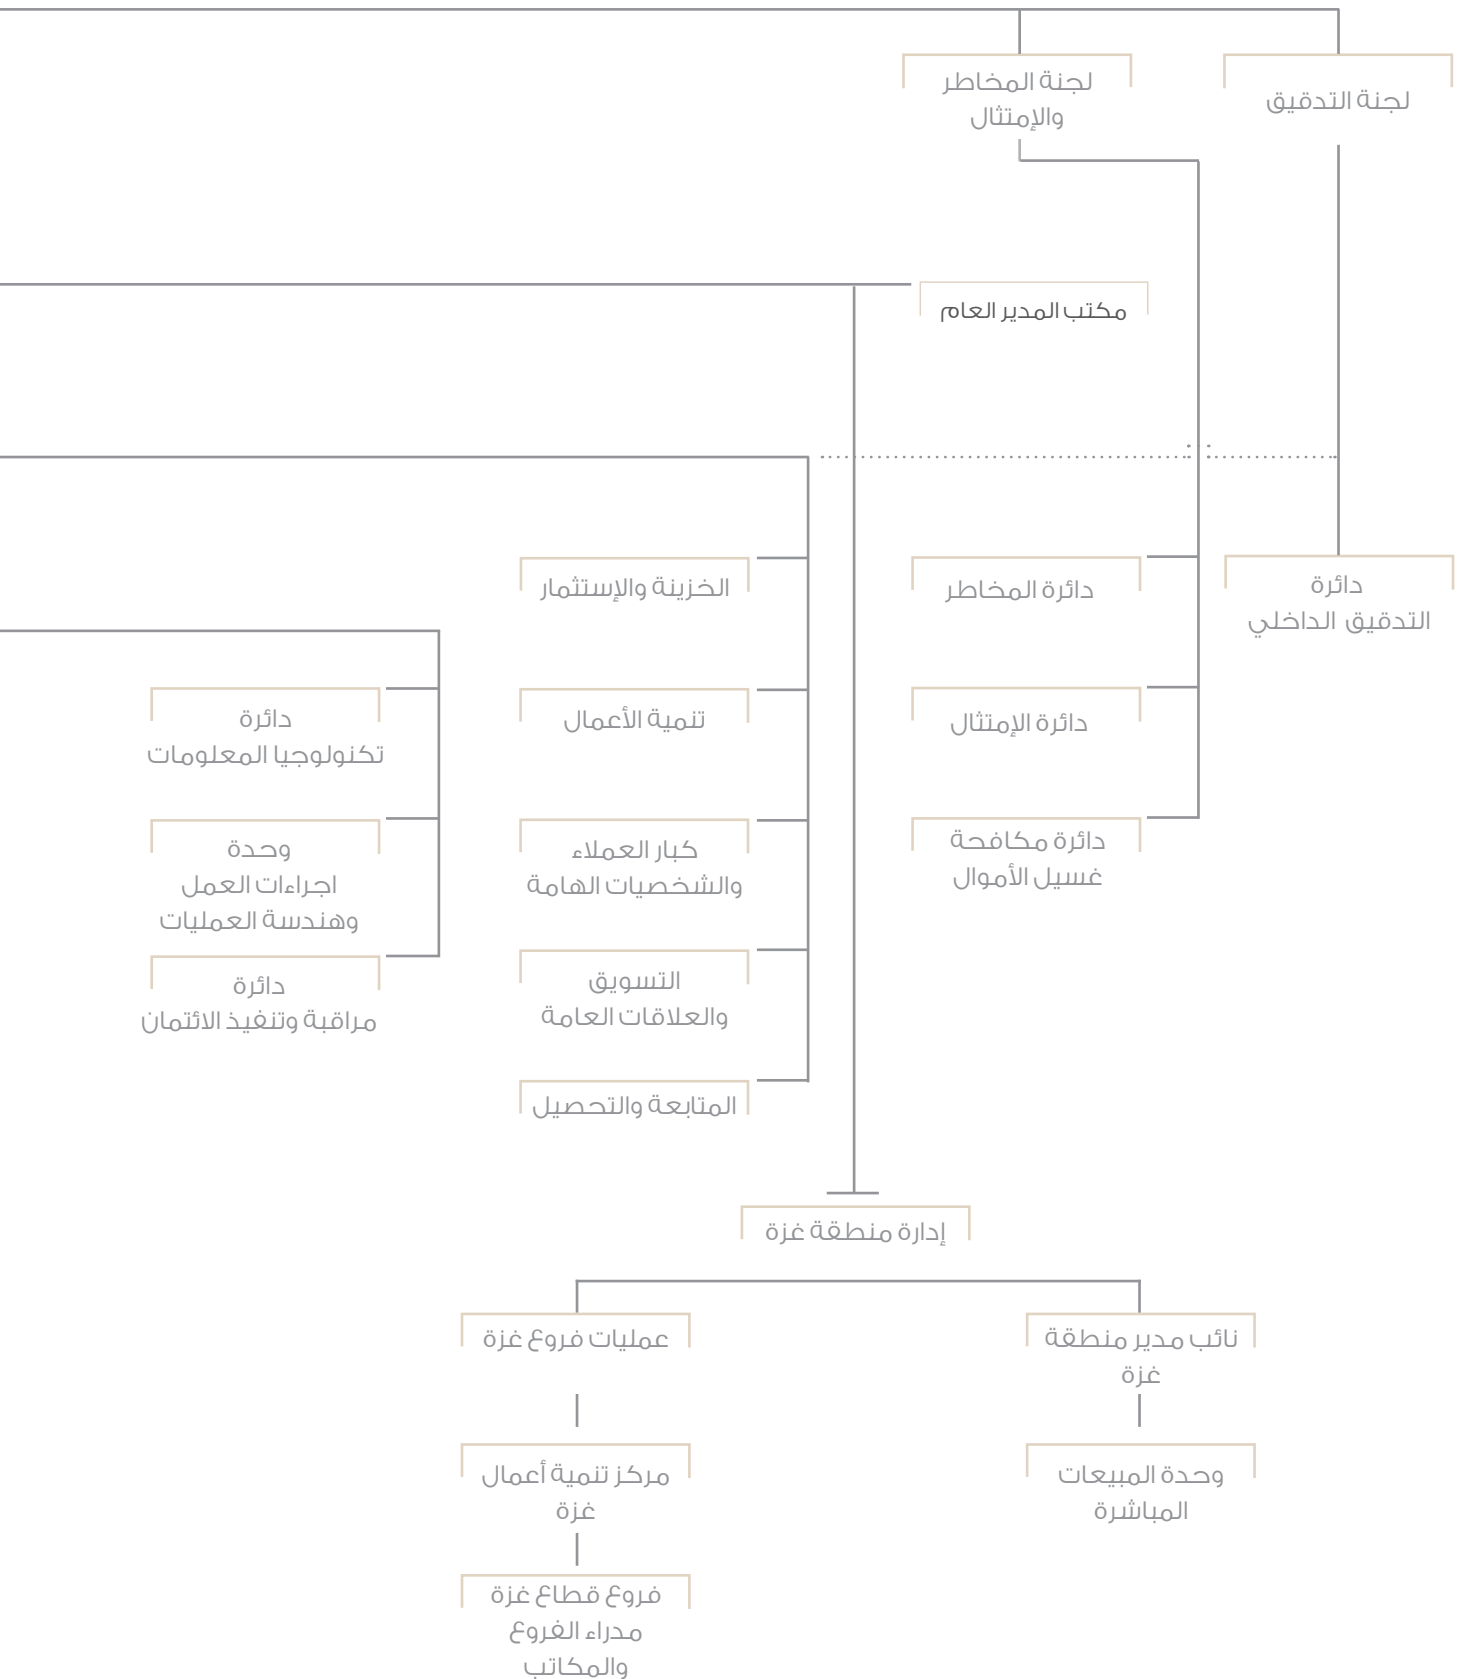 لجنة التدقيق
لجنة المخاطر
والإمتثال
مكتب المدير العام
دائرة
التدقيق الداخلي
دائرة المخاطر
دائرة الإمتثال
دائرة مكافحة
غسيل الأموال
الخزينة والإستثمار
تنمية الأعمال
كبار العملاء
والشخصيات الهامة
التسويق
والعلاقات العامة
المتابعة والتحصيل
دائرة
تكنولوجيا المعلومات
وحدة
اجراءات العمل
وهندسة العمليات
دائرة
مراقبة وتنفيذ الائتمان
إدارة منطقة غزة
نائب مدير منطقة
غزة
وحدة المبيعات
المباشرة
عمليات فروع غزة
مركز تنمية أعمال
غزة
فروع قطاع غزة
مدراء الفروع
والمكاتب